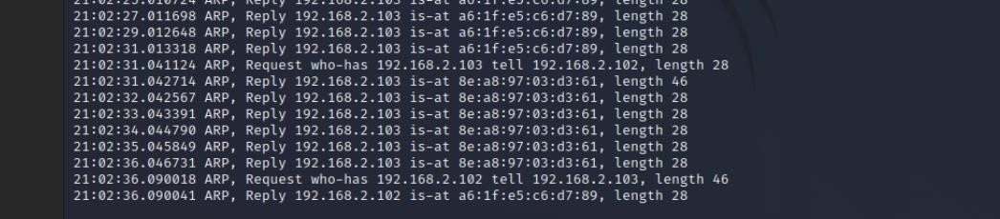 21:02:25.010724 ARP, Reply 192.168.2.103 is-at a6:1f:e5:c6:d7:89, length 28
21:02:27.011698 ARP, Reply 192.168.2.103 is-at a6:1f:e5:c6:d7:89, length 28
21:02:29.012648 ARP, Reply 192.168.2.103 is-at a6:1f:e5:c6:d7:89, length 28
21:02:31.013318 ARP, Reply 192.168.2.103 is-at a6:1f:e5:c6:d7:89, length 28
21:02:31.041124 ARP, Request who-has 192.168.2.103 tell 192.168.2.102, length 28
21:02:31.042714 ARP, Reply 192.168.2.103 is-at 8e:a8:97:03:d3:61, length 46
21:02:32.042567 ARP, Reply 192.168.2.103 is-at 8e:a8:97:03:d3:61, length 28
21:02:33.043391 ARP, Reply 192.168.2.103 is-at 8e:a8:97:03:d3:61, length 28
21:02:34.044790 ARP, Reply 192.168.2.103 is-at 8e:a8:97:03:d3:61, length 28
21:02:35.045849 ARP, Reply 192.168.2.103 is-at 8e:a8:97:03:d3:61, length 28
21:02:36.046731 ARP, Reply 192.168.2.103 is-at 8e:a8:97:03:d3:61, length 28
21:02:36.090018 ARP, Request who-has 192.168.2.102 tell 192.168.2.103, length 46
21:02:36.090041 ARP, Reply 192.168.2.102 is-at a6:1f:e5:c6:d7:89, length 28